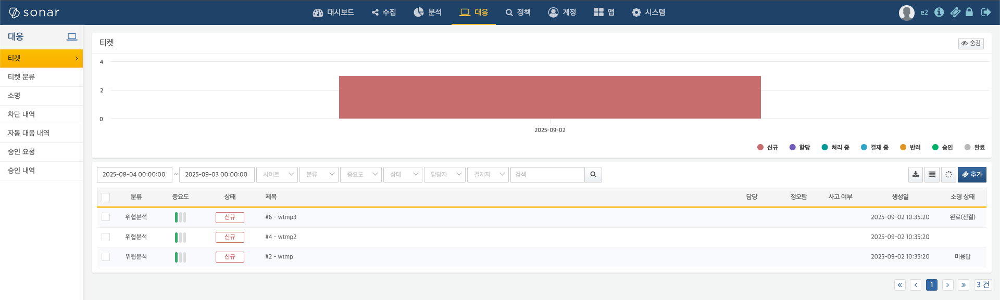 sonar
대시보드 수집 분석 대응 정책 계정 앱 시스템
e2
대응
티켓
티켓 분류
소명
차단 내역
자동 대응 내역
승인 요청
승인 내역
티켓
숨김
4
2
0
2025-09-02
신규 할당 처리 중 결재 중 반려 승인 완료
2025-08-04 00:00:00 ~ 2025-09-03 00:00:00 사이트 분류 중요도 상태 담당자 결재자 검색 추가
분류 중요도 상태 제목 담당 정오탐 사고 여부 생성일 소명 상태
위협분석 신규 #6 - wtmp3 2025-09-02 10:35:20 완료(전결)
위협분석 신규 #4 - wtmp2 2025-09-02 10:35:20
위협분석 신규 #2 - wtmp 2025-09-02 10:35:20 미응답
« ‹ 1 › » 3 건